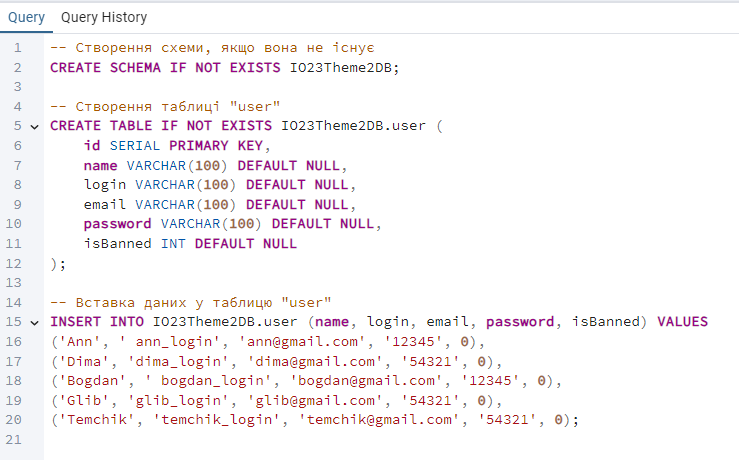 Query Query History
1 -- Створення схеми, якщо вона не існує
2 CREATE SCHEMA IF NOT EXISTS IO23Theme2DB;
3
4 -- Створення таблиці "user"
5 CREATE TABLE IF NOT EXISTS IO23Theme2DB.user (
6 id SERIAL PRIMARY KEY,
7 name VARCHAR(100) DEFAULT NULL,
8 login VARCHAR(100) DEFAULT NULL,
9 email VARCHAR(100) DEFAULT NULL,
10 password VARCHAR(100) DEFAULT NULL,
11 isBanned INT DEFAULT NULL
12 );
13
14 -- Вставка даних у таблицю "user"
15 INSERT INTO IO23Theme2DB.user (name, login, email, password, isBanned) VALUES
16 ('Ann', ' ann_login', 'ann@gmail.com', '12345', 0),
17 ('Dima', 'dima_login', 'dima@gmail.com', '54321', 0),
18 ('Bogdan', ' bogdan_login', 'bogdan@gmail.com', '12345', 0),
19 ('Glib', 'glib_login', 'glib@gmail.com', '54321', 0),
20 ('Temchik', 'temchik_login', 'temchik@gmail.com', '54321', 0);
21